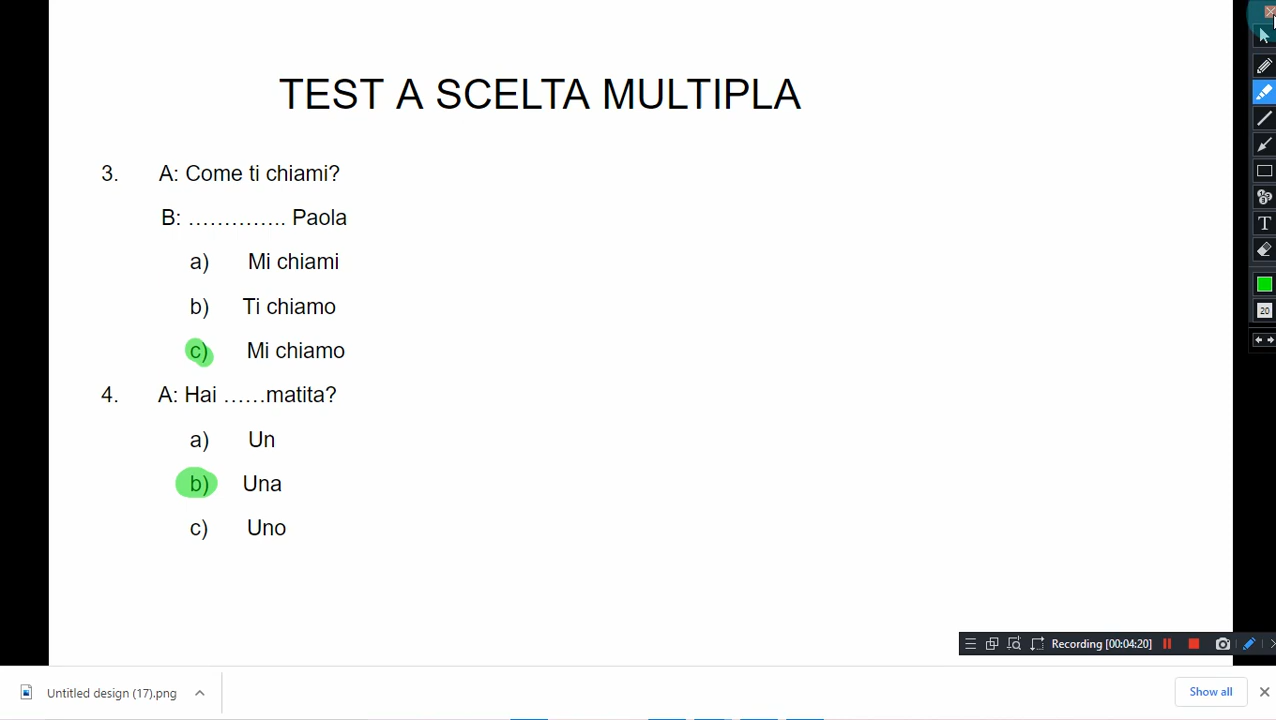 TEST A SCELTA MULTIPLA
3. A: Come ti chiami?
B: ………….. Paola
a) Mi chiami
b) Ti chiamo
c) Mi chiamo
4. A: Hai ……matita?
a) Un
b) Una
c) Uno
T
20
Recording [00:04:20]
Untitled design (17).png
Show all